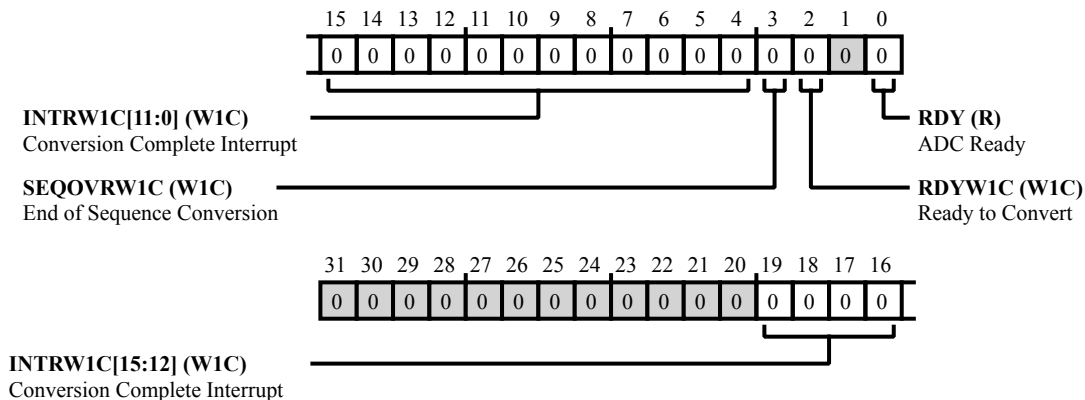 15 14 13 12 11 10 9 8 7 6 5 4 3 2 1 0
0 0 0 0 0 0 0 0 0 0 0 0 0 0 0 0
INTRW1C[11:0] (W1C)
Conversion Complete Interrupt
RDY (R)
ADC Ready
SEQOVRW1C (W1C)
End of Sequence Conversion
RDYW1C (W1C)
Ready to Convert
31 30 29 28 27 26 25 24 23 22 21 20 19 18 17 16
0 0 0 0 0 0 0 0 0 0 0 0 0 0 0 0
INTRW1C[15:12] (W1C)
Conversion Complete Interrupt